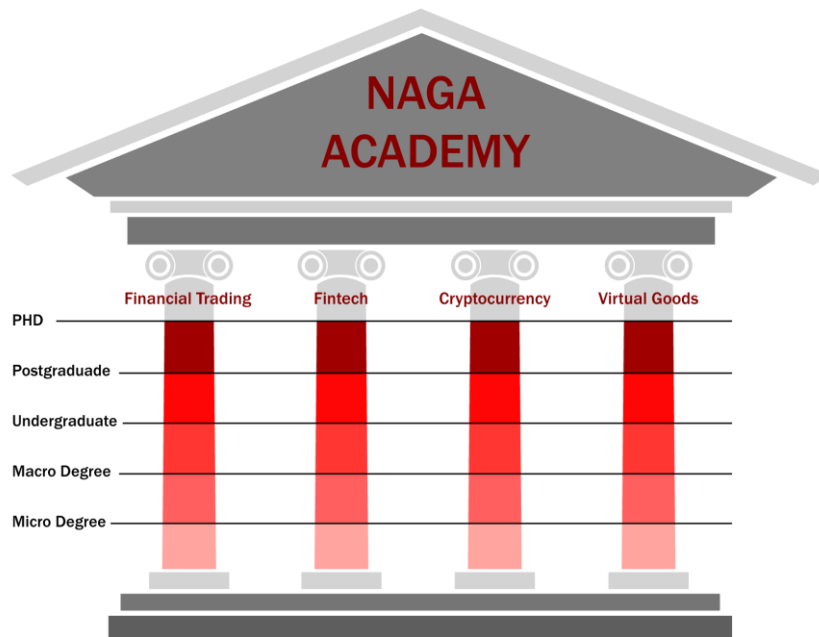 NAGA
ACADEMY
Financial Trading
Fintech
Cryptocurrency
Virtual Goods
PHD
Postgraduade
Undergraduate
Macro Degree
Micro Degree